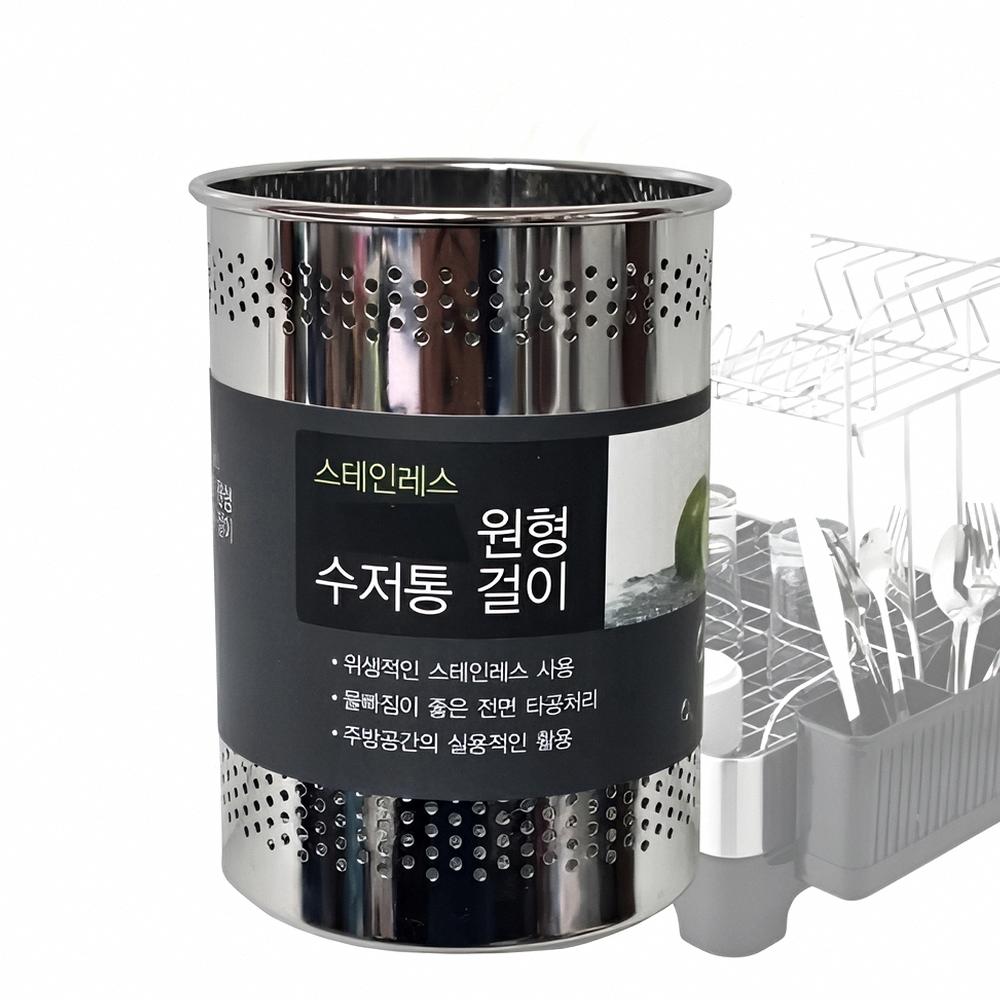 스테인레스
원형
수저통 걸이
• 위생적인 스테인레스 사용
• 물빠짐이 좋은 전면 타공처리
• 주방공간의 실용적인 활용